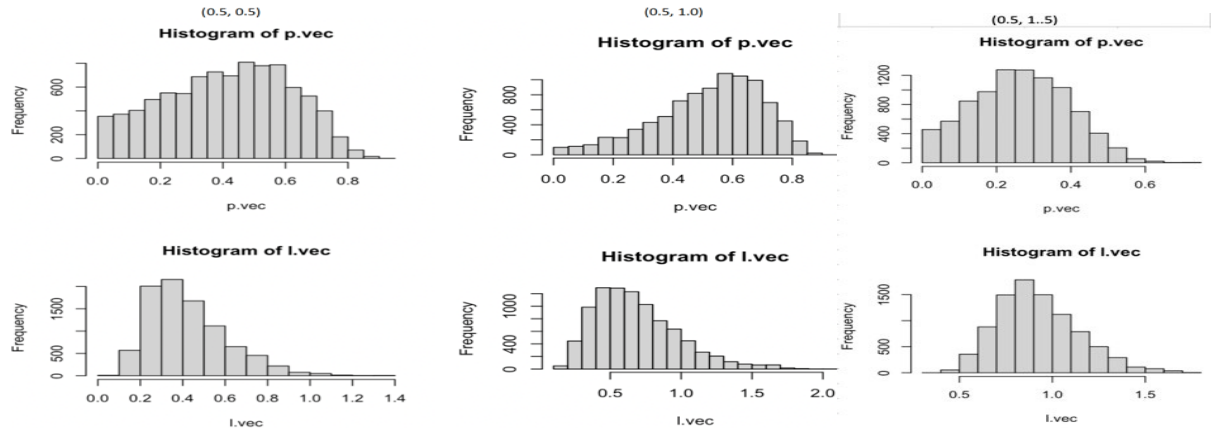 (0.5, 0.5)
Histogram of p.vec
Frequency
0 200 600
0.0 0.2 0.4 0.6 0.8
p.vec
Histogram of l.vec
Frequency
0 500 1500
0.0 0.2 0.4 0.6 0.8 1.0 1.2 1.4
l.vec
(0.5, 1.0)
Histogram of p.vec
Frequency
0 400 800
0.0 0.2 0.4 0.6 0.8
p.vec
Histogram of l.vec
Frequency
0 400 1000
0.5 1.0 1.5 2.0
l.vec
(0.5, 1..5)
Histogram of p.vec
Frequency
0 400 800 1200
0.0 0.2 0.4 0.6
p.vec
Histogram of l.vec
Frequency
0 500 1500
0.5 1.0 1.5
l.vec